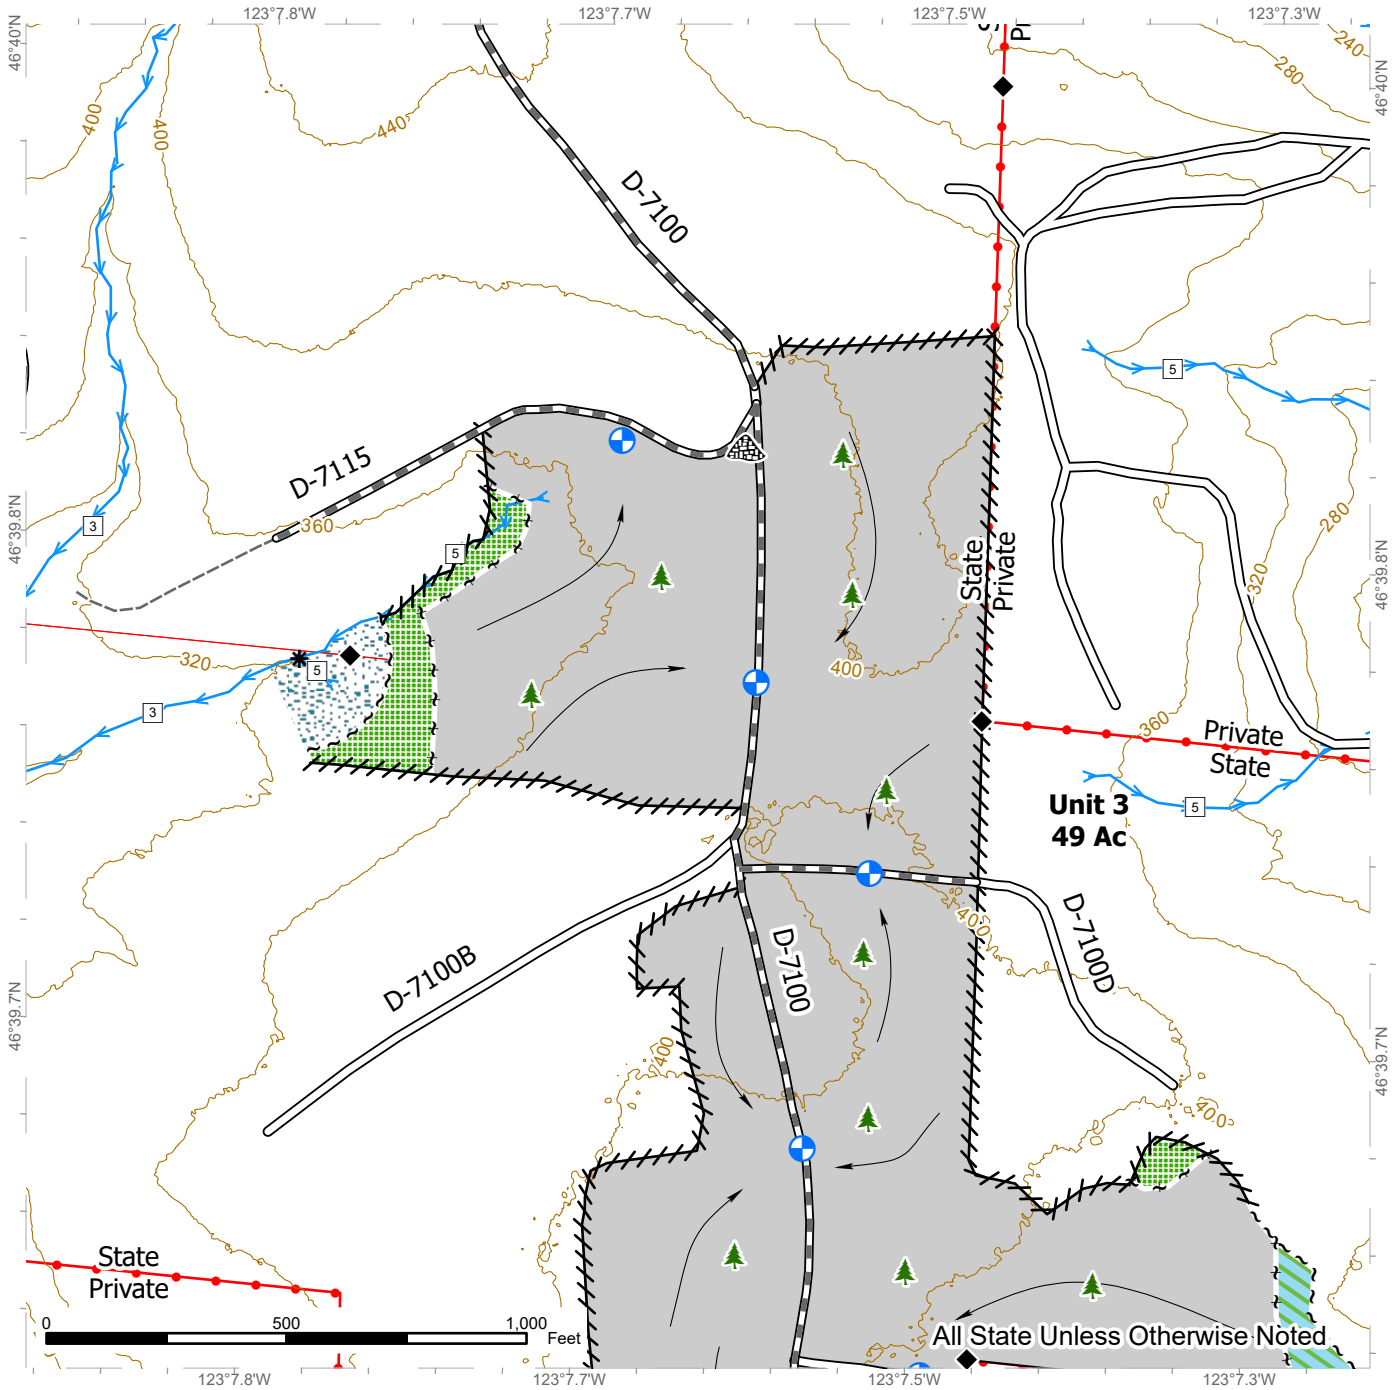 123°7.8'W
123°7.7'W
123°7.5'W
123°7.3'W
46°40'N
46°40'N
240
280
400
400
440
D-7100
5
D-7115
360
3
5
46°39.8'N
46°39.8'N
280
320
State
Private
320
5
3
400
360
Private
State
5
Unit 3
49 Ac
400
D-7100B
D-7100
D-7100D
46°39.7'N
46°39.7'N
400
400
State
Private
0
500
1,000
Feet
All State Unless Otherwise Noted
123°7.8'W
123°7.7'W
123°7.5'W
123°7.3'W